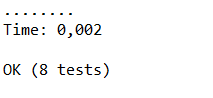 ........
Time: 0,002
OK (8 tests)